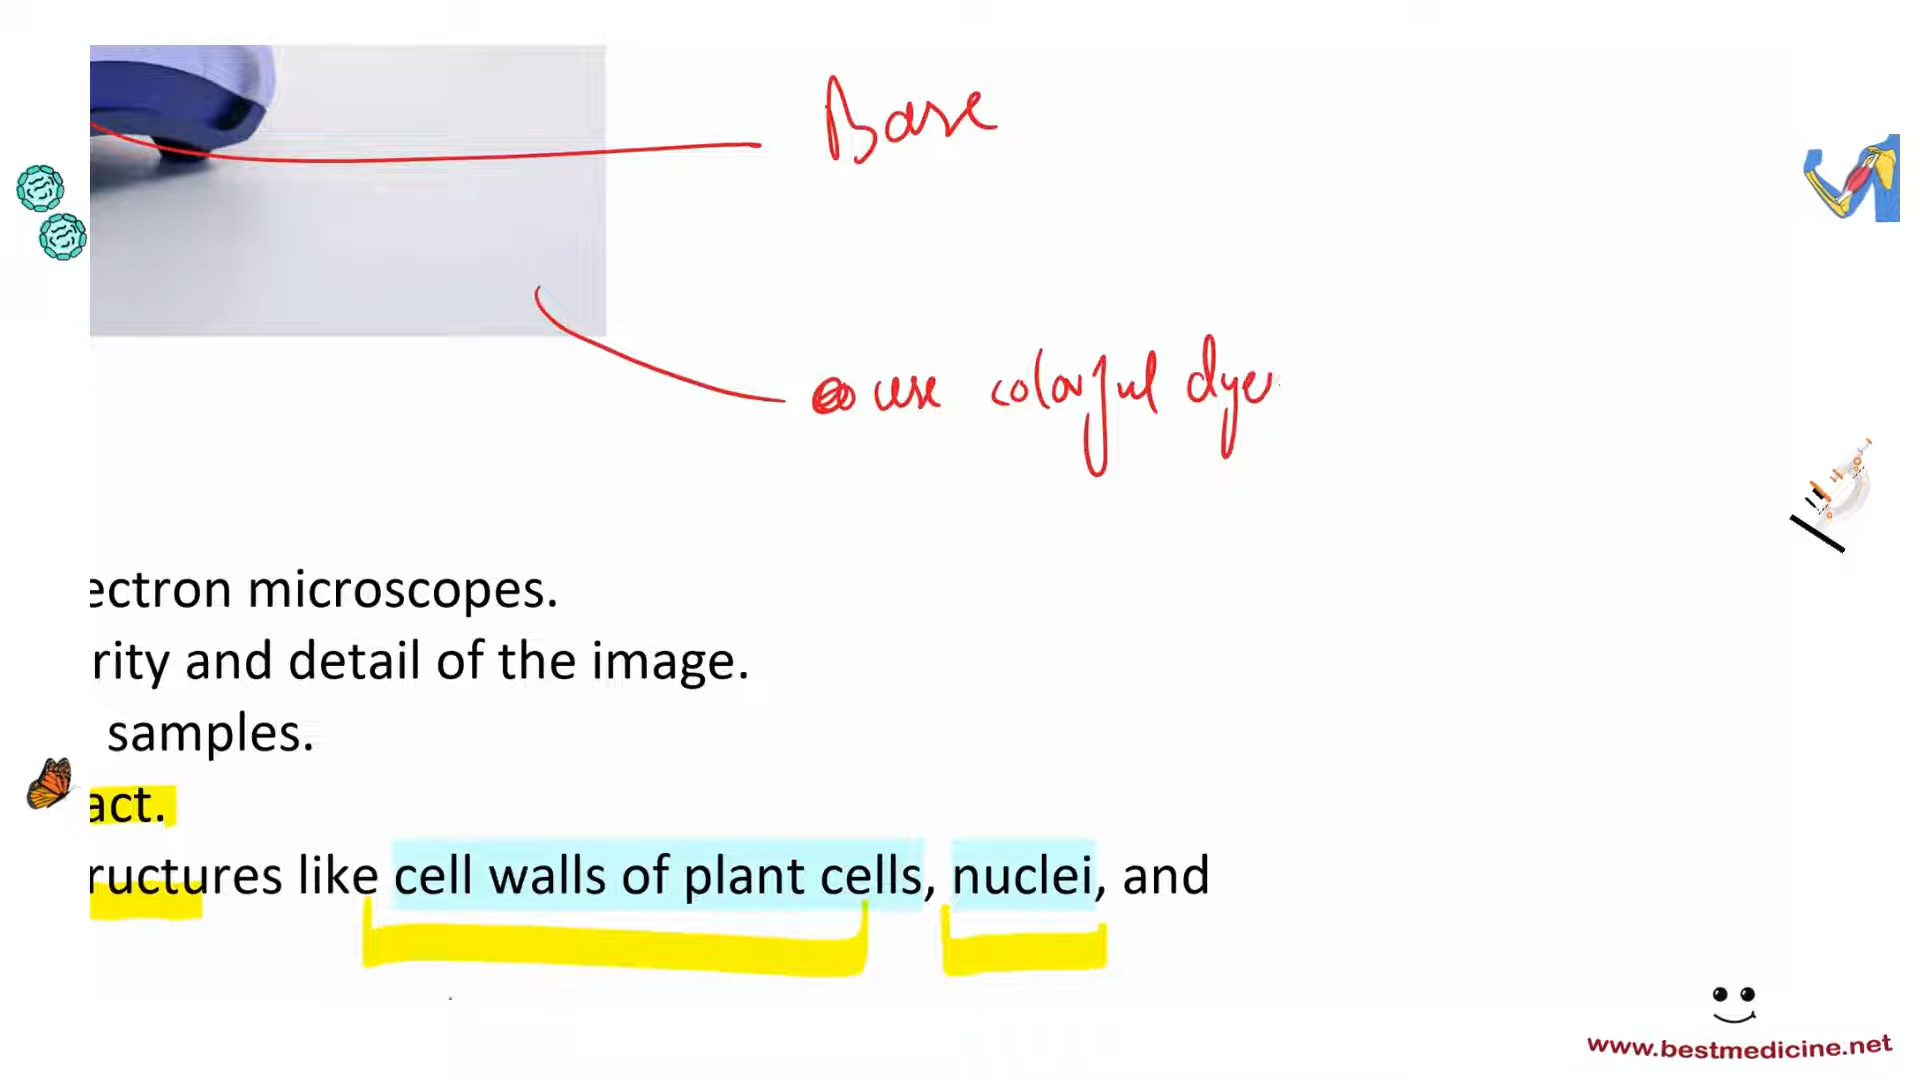 Base
use colorful dyes
ectron microscopes.
rity and detail of the image.
samples.
act.
ructures like cell walls of plant cells, nuclei, and
www.bestmedicine.net